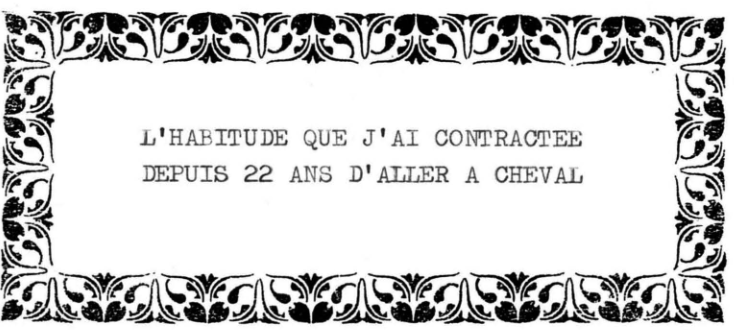 L'HABITUDE QUE J'AI CONTRACTEE
DEPUIS 22 ANS D'ALLER A CHEVAL